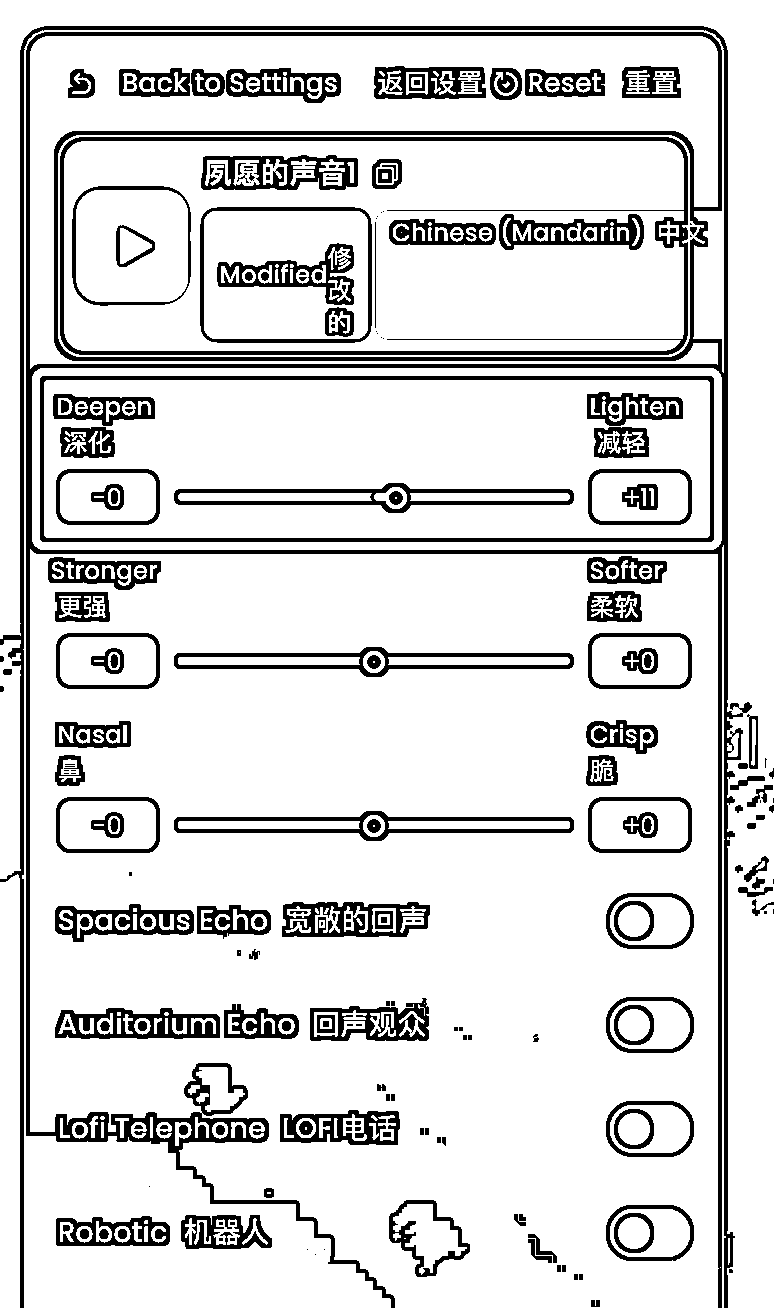 Back to Settings 返回设置 Reset 重置
夙愿的声音1
Chinese (Mandarin) 中文
Modified 修改的
Deepen Lighten
深化 减轻
-0 +11
Stronger Softer
更强 柔软
-0 +0
Nasal Crisp
鼻 脆
-0 +0
Spacious Echo 宽敞的回声
Auditorium Echo 回声观众
Lofi Telephone LOFI电话
Robotic 机器人